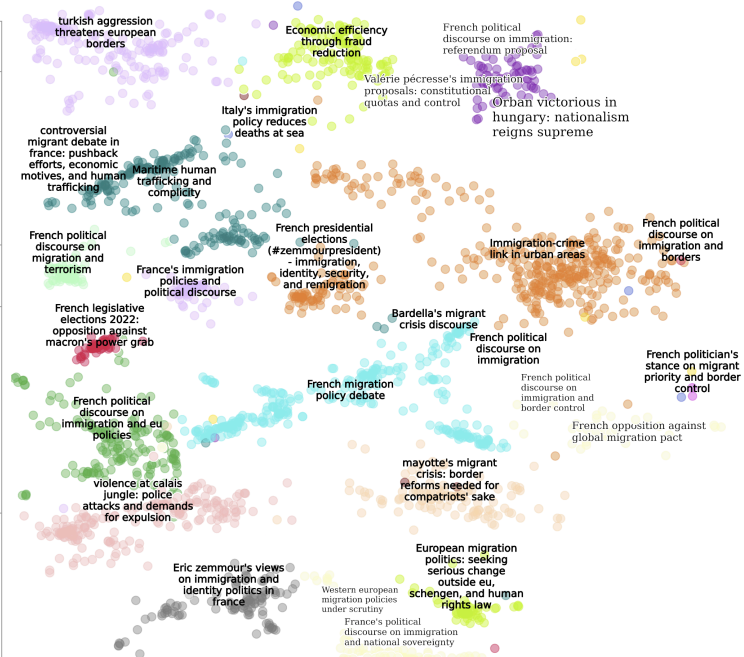 turkish aggression
threatens european
borders
Economic efficiency
through fraud
reduction
French political
discourse on immigration:
referendum proposal
Valérie pécresse's immigration
proposals: constitutional
quotas and control
Orban victorious in
hungary: nationalism
reigns supreme
Italy's immigration
policy reduces
deaths at sea
controversial
migrant debate in
france: pushback
efforts, economic
motives, and human
trafficking
Maritime human
trafficking and
complicity
French political
discourse on
migration and
terrorism
France's immigration
policies and
political discourse
French presidential
elections
(#zemmourpresident)
- immigration,
identity, security,
and remigration
Immigration-crime
link in urban areas
French political
discourse on
immigration and
borders
French legislative
elections 2022:
opposition against
macron's power grab
Bardella's migrant
crisis discourse
French political
discourse on
immigration
French politician's
stance on migrant
priority and border
control
French migration
policy debate
French political
discourse on
immigration and
border control
French political
discourse on
immigration and eu
policies
French opposition against
global migration pact
mayotte's migrant
crisis: border
reforms needed for
compatriots' sake
violence at calais
jungle: police
attacks and demands
for expulsion
European migration
politics: seeking
serious change
outside eu,
schengen, and human
rights law
Eric zemmour's views
on immigration and
identity politics in
france
Western european
migration policies
under scrutiny
France's political
discourse on immigration
and national sovereignty